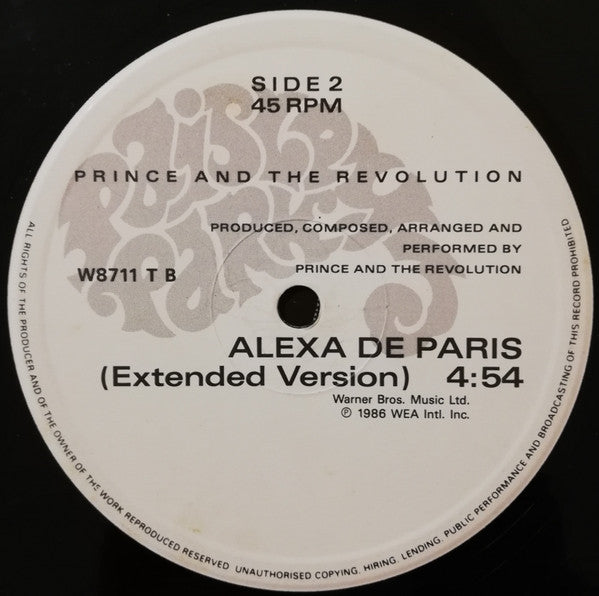 SIDE 2
45 RPM
PAISLEY
PARK
PRINCE AND THE REVOLUTION
PRODUCED, COMPOSED, ARRANGED AND
PERFORMED BY
PRINCE AND THE REVOLUTION
W8711 T B
ALEXA DE PARIS
(Extended Version) 4:54
Warner Bros. Music Ltd.
℗ 1986 WEA Intl. Inc.
ALL RIGHTS OF THE PRODUCER AND OF THE OWNER OF THE WORK REPRODUCED RESERVED UNAUTHORISED COPYING, HIRING, LENDING, PUBLIC PERFORMANCE AND BROADCASTING OF THIS RECORD PROHIBITED